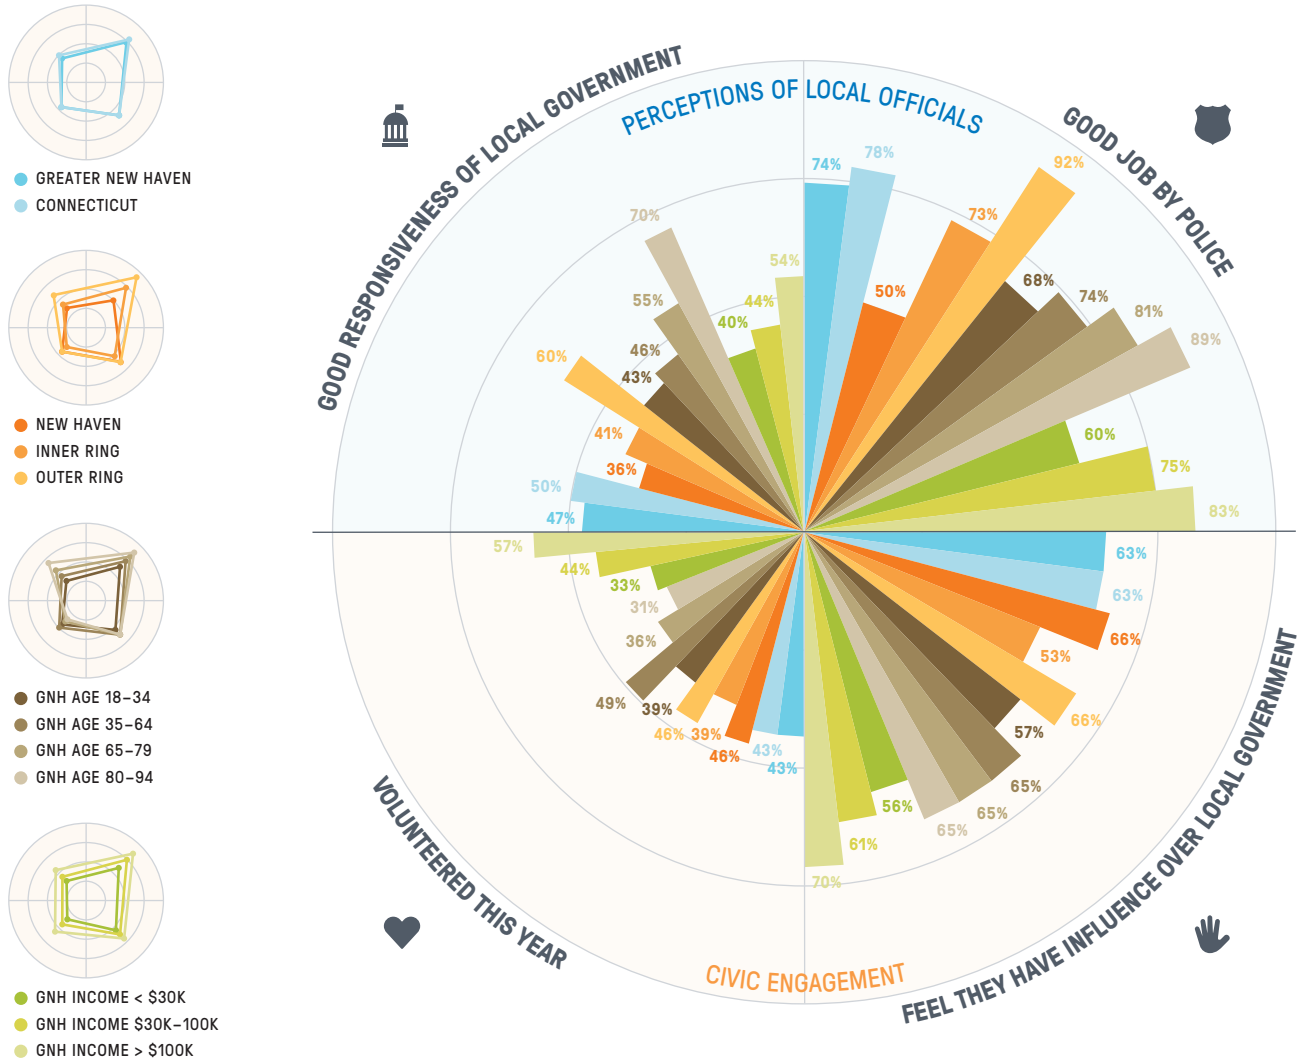 GREATER NEW HAVEN
CONNECTICUT
NEW HAVEN
INNER RING
OUTER RING
GNH AGE 18–34
GNH AGE 35–64
GNH AGE 65–79
GNH AGE 80–94
GNH INCOME < $30K
GNH INCOME $30K–100K
GNH INCOME > $100K
PERCEPTIONS OF LOCAL OFFICIALS
GOOD RESPONSIVENESS OF LOCAL GOVERNMENT
47%
50%
36%
41%
60%
43%
46%
55%
70%
40%
44%
54%
GOOD JOB BY POLICE
74%
78%
50%
73%
92%
68%
74%
81%
89%
60%
75%
83%
FEEL THEY HAVE INFLUENCE OVER LOCAL GOVERNMENT
63%
63%
66%
53%
66%
57%
65%
65%
65%
56%
61%
70%
VOLUNTEERED THIS YEAR
43%
43%
46%
39%
46%
39%
49%
36%
31%
33%
44%
57%
CIVIC ENGAGEMENT